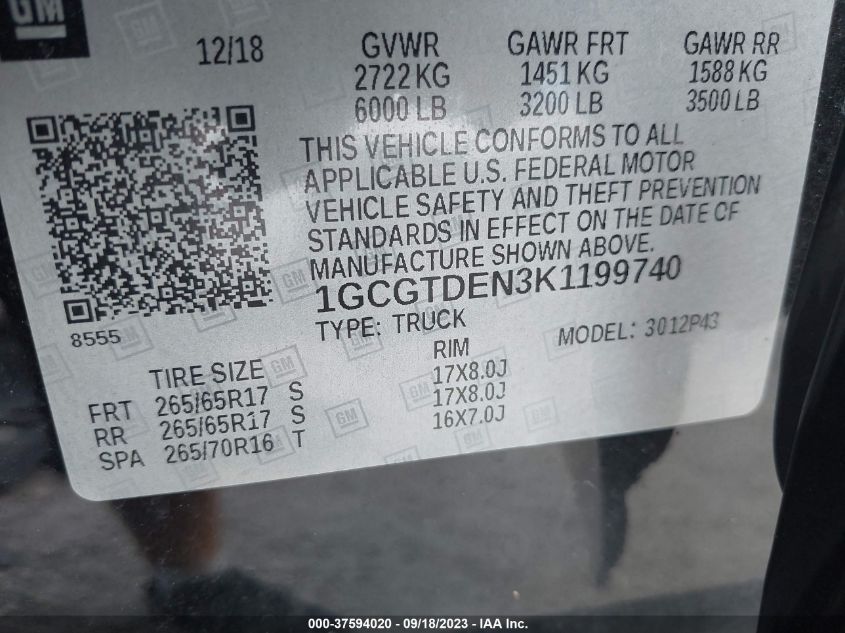 GM
12/18 GVWR GAWR FRT GAWR RR
2722 KG 1451 KG 1588 KG
6000 LB 3200 LB 3500 LB
THIS VEHICLE CONFORMS TO ALL
APPLICABLE U.S. FEDERAL MOTOR
VEHICLE SAFETY AND THEFT PREVENTION
STANDARDS IN EFFECT ON THE DATE OF
MANUFACTURE SHOWN ABOVE.
1GCGTDEN3K1199740
8555 TYPE: TRUCK MODEL: 3012P43
TIRE SIZE RIM
FRT 265/65R17 S 17X8.0J
RR 265/65R17 S 17X8.0J
SPA 265/70R16 T 16X7.0J
000-37594020 - 09/18/2023 - IAA Inc.